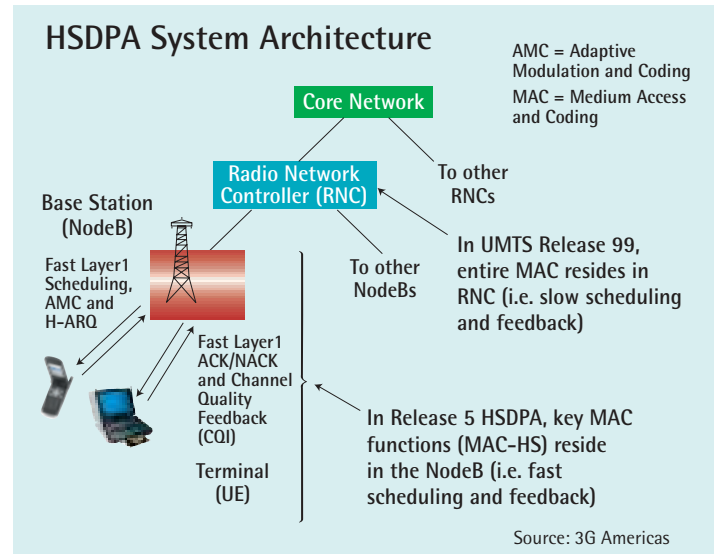 HSDPA System Architecture
AMC = Adaptive
Modulation and Coding
MAC = Medium Access
and Coding
Core Network
Radio Network
Controller (RNC)
To other
RNCs
Base Station
(NodeB)
To other
NodeBs
In UMTS Release 99,
entire MAC resides in
RNC (i.e. slow scheduling
and feedback)
Fast Layer1
Scheduling,
AMC and
H-ARQ
Fast Layer1
ACK/NACK
and Channel
Quality
Feedback
(CQI)
Terminal
(UE)
In Release 5 HSDPA, key MAC
functions (MAC-HS) reside
in the NodeB (i.e. fast
scheduling and feedback)
Source: 3G Americas